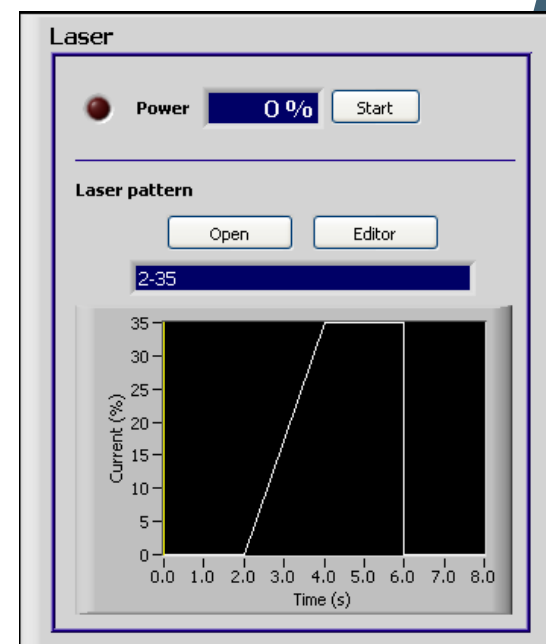 Laser
Power 0 % Start
Laser pattern
Open Editor
2-35
35
30
25
20
15
10
5
0
Current (%)
0.0 1.0 2.0 3.0 4.0 5.0 6.0 7.0 8.0
Time (s)